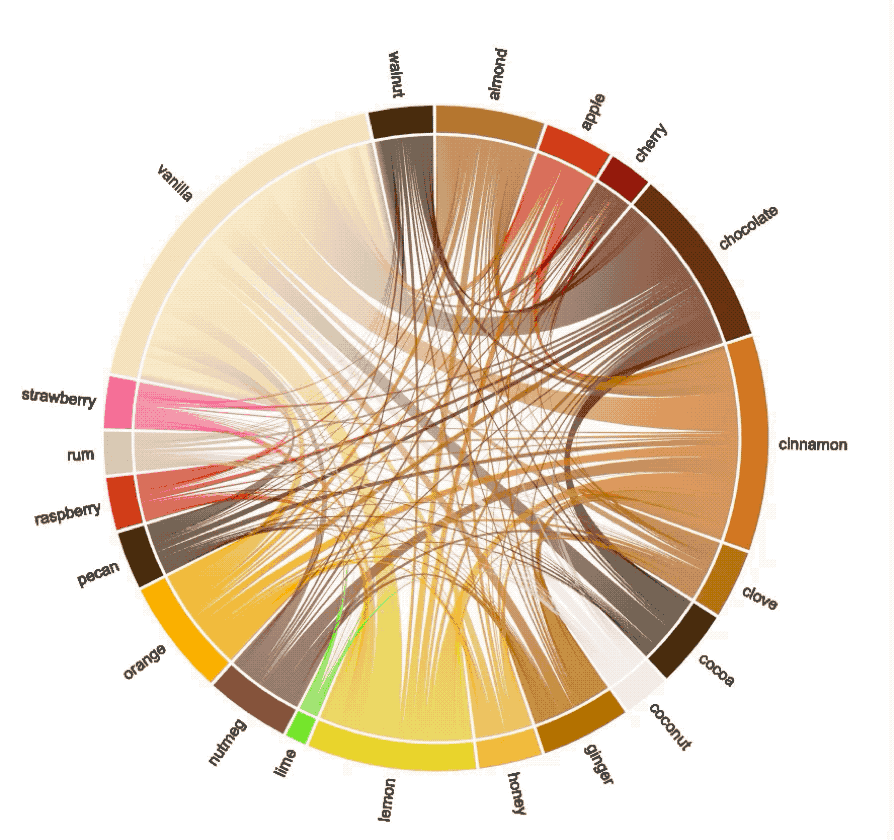 walnut
almond
apple
cherry
chocolate
cinnamon
clove
cocoa
coconut
ginger
honey
lemon
lime
nutmeg
orange
pecan
raspberry
rum
strawberry
vanilla